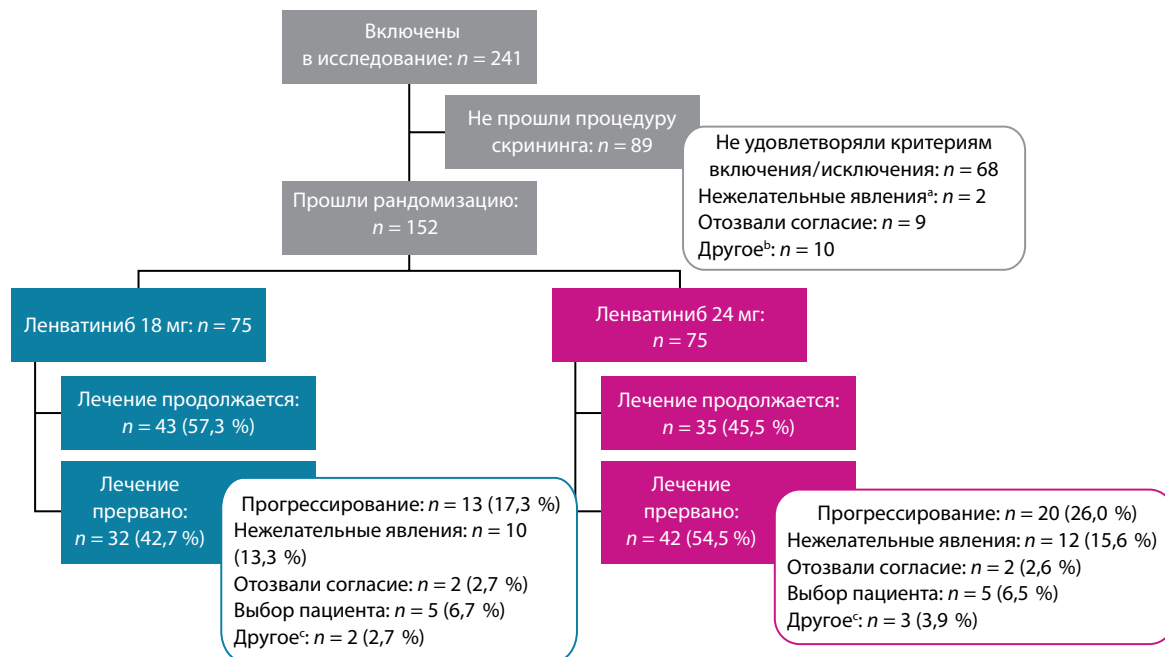 Включены
в исследование: n = 241
Не прошли процедуру
скрининга: n = 89
Не удовлетворяли критериям
включения/исключения: n = 68
Нежелательные явленияᵃ: n = 2
Отозвали согласие: n = 9
Другоеᵇ: n = 10
Прошли рандомизацию:
n = 152
Ленватиниб 18 мг: n = 75
Лечение продолжается:
n = 43 (57,3 %)
Лечение
прервано:
n = 32 (42,7 %)
Прогрессирование: n = 13 (17,3 %)
Нежелательные явления: n = 10
(13,3 %)
Отозвали согласие: n = 2 (2,7 %)
Выбор пациента: n = 5 (6,7 %)
Другоеᶜ: n = 2 (2,7 %)
Ленватиниб 24 мг:
n = 75
Лечение продолжается:
n = 35 (45,5 %)
Лечение
прервано:
n = 42 (54,5 %)
Прогрессирование: n = 20 (26,0 %)
Нежелательные явления: n = 12 (15,6 %)
Отозвали согласие: n = 2 (2,6 %)
Выбор пациента: n = 5 (6,5 %)
Другоеᶜ: n = 3 (3,9 %)